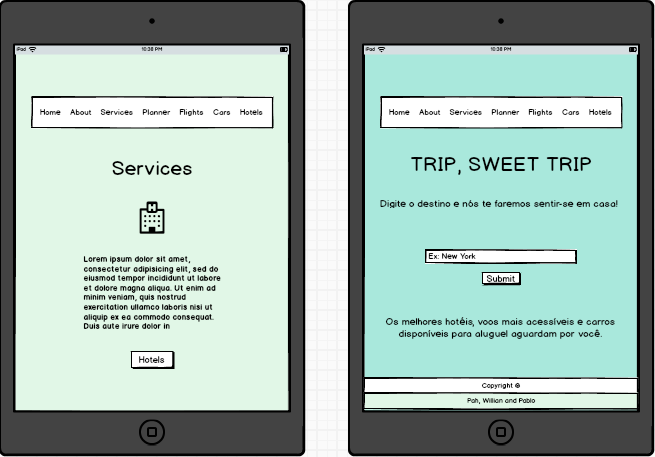 iPad 10:38 PM
Home About Services Planner Flights Cars Hotels
Services
Lorem ipsum dolor sit amet,
consectetur adipisicing elit, sed do
eiusmod tempor incididunt ut labore
et dolore magna aliqua. Ut enim ad
minim veniam, quis nostrud
exercitation ullamco laboris nisi ut
aliquip ex ea commodo consequat.
Duis aute irure dolor in
Hotels
iPad 10:38 PM
Home About Services Planner Flights Cars Hotels
TRIP, SWEET TRIP
Digite o destino e nós te faremos sentir-se em casa!
Ex: New York
Submit
Os melhores hotéis, voos mais acessíveis e carros
disponíveis para aluguel aguardam por você.
Copyright ©
Pah, Willian and Pablo